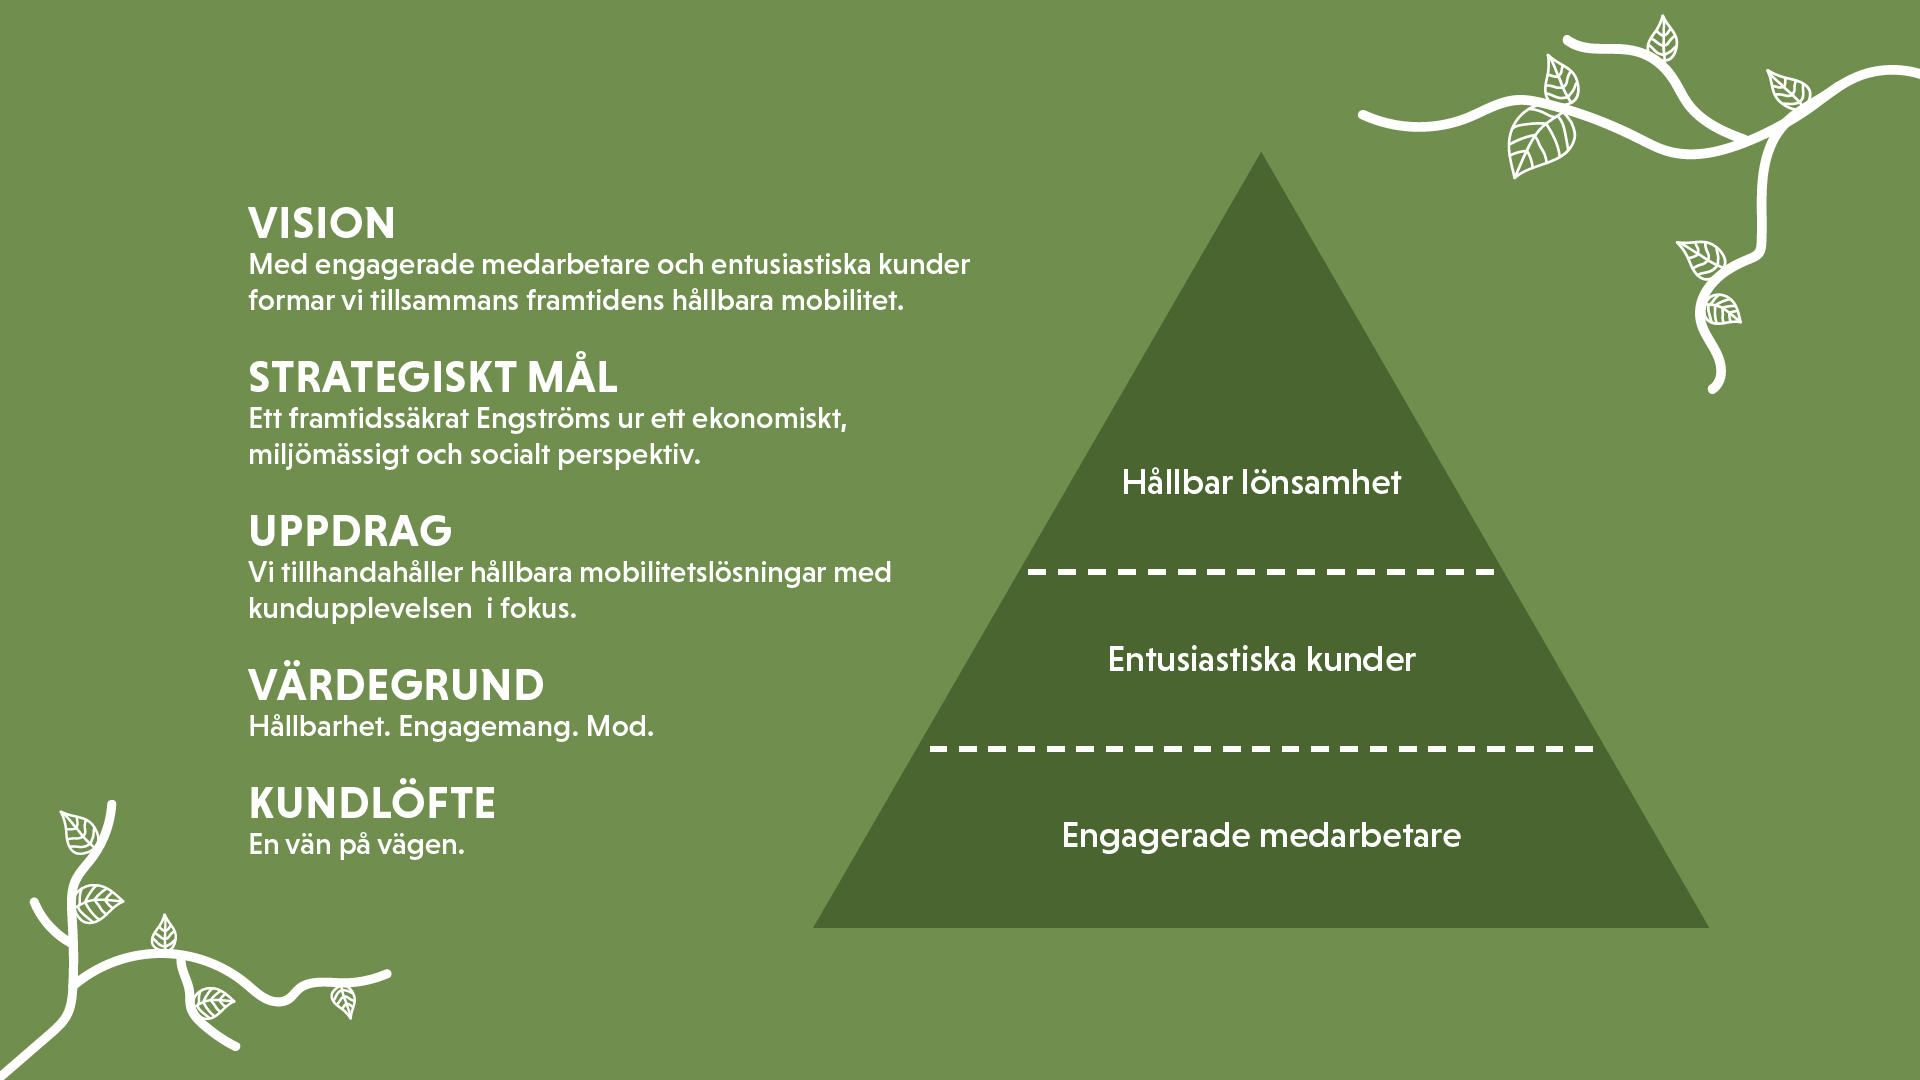 VISION
Med engagerade medarbetare och entusiastiska kunder
formar vi tillsammans framtidens hållbara mobilitet.
STRATEGISKT MÅL
Ett framtidssäkrat Engströms ur ett ekonomiskt,
miljömässigt och socialt perspektiv.
UPPDRAG
Vi tillhandahåller hållbara mobilitetslösningar med
kundupplevelsen  i fokus.
VÄRDEGRUND
Hållbarhet. Engagemang. Mod.
KUNDLÖFTE
En vän på vägen.
Hållbar lönsamhet
Entusiastiska kunder
Engagerade medarbetare